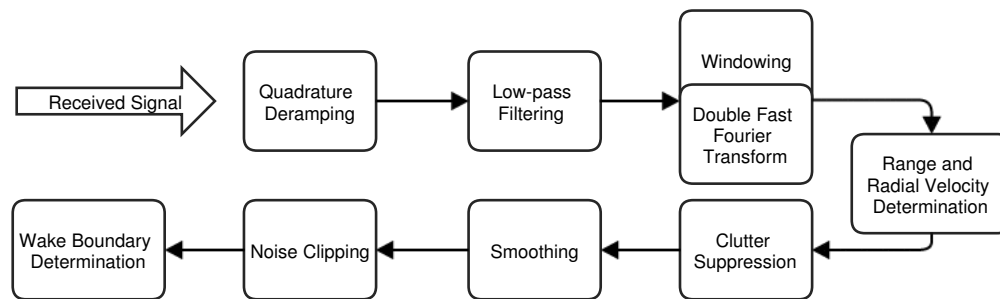 Received Signal
Quadrature
Deramping
Low-pass
Filtering
Windowing
Double Fast
Fourier
Transform
Range and
Radial Velocity
Determination
Clutter
Suppression
Smoothing
Noise Clipping
Wake Boundary
Determination